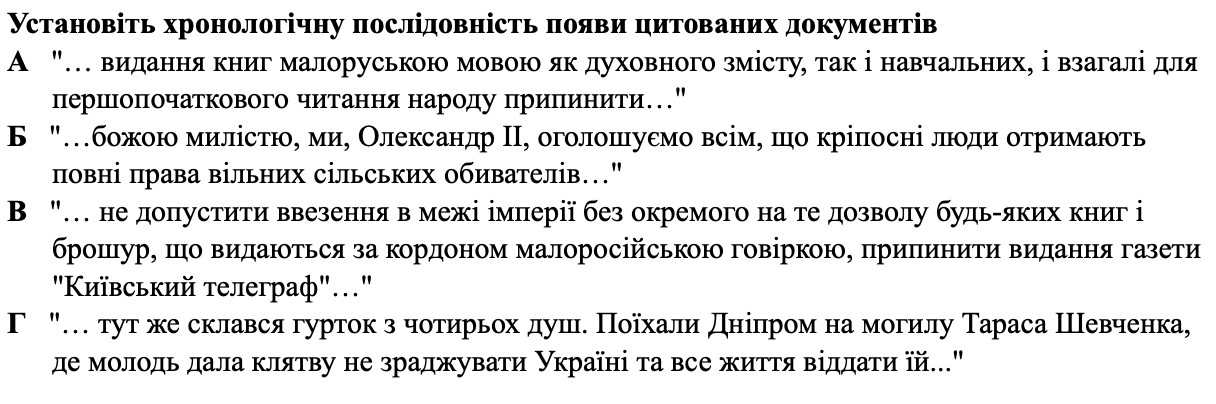 Установіть хронологічну послідовність появи цитованих документів
А "… видання книг малоруською мовою як духовного змісту, так і навчальних, і взагалі для
першопочаткового читання народу припинити…"
Б "…божою милістю, ми, Олександр ІІ, оголошуємо всім, що кріпосні люди отримають
повні права вільних сільських обивателів…"
В "… не допустити ввезення в межі імперії без окремого на те дозволу будь-яких книг і
брошур, що видаються за кордоном малоросійською говіркою, припинити видання газети
"Київський телеграф"…"
Г "… тут же склався гурток з чотирьох душ. Поїхали Дніпром на могилу Тараса Шевченка,
де молодь дала клятву не зраджувати Україні та все життя віддати їй..."